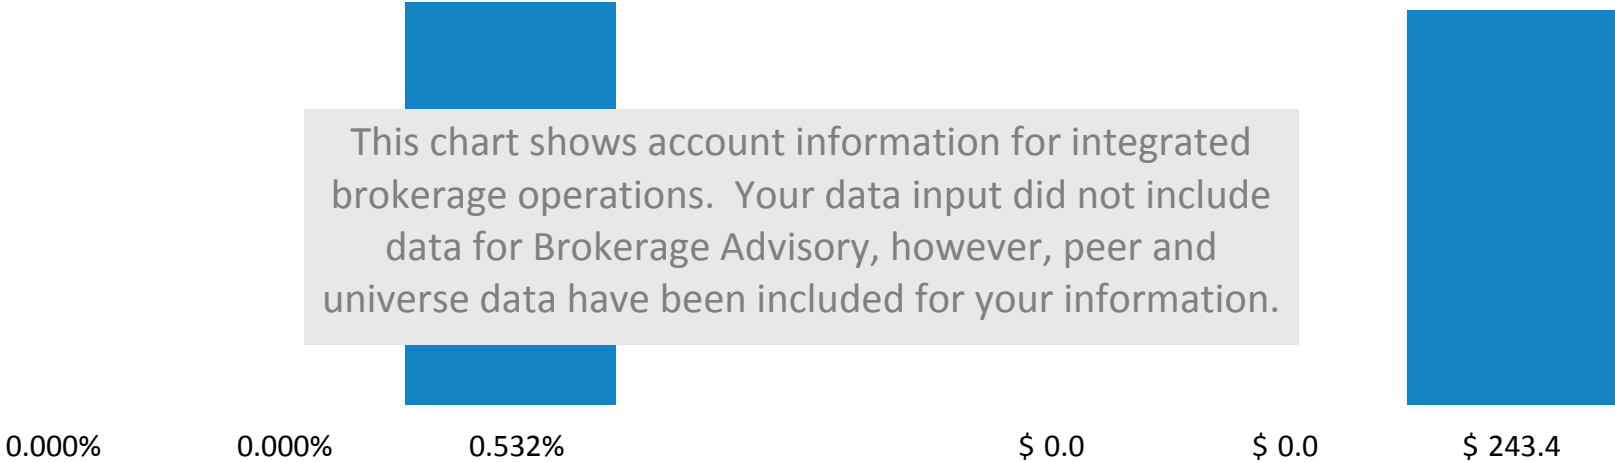 This chart shows account information for integrated
brokerage operations.  Your data input did not include
data for Brokerage Advisory, however, peer and
universe data have been included for your information.
0.000% 0.000% 0.532% $ 0.0 $ 0.0 $ 243.4